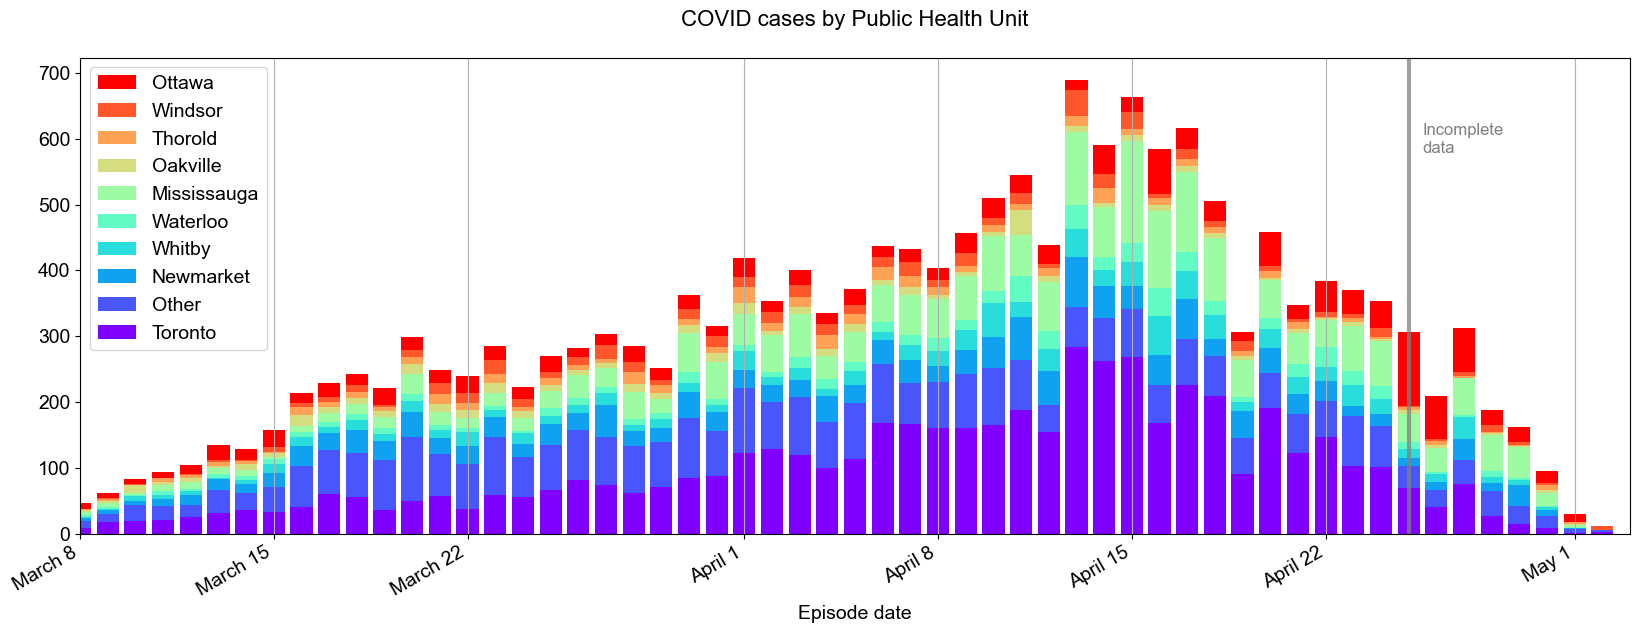 COVID cases by Public Health Unit
700
600
500
400
300
200
100
0
Ottawa
Windsor
Thorold
Oakville
Mississauga
Waterloo
Whitby
Newmarket
Other
Toronto
Incomplete
data
March 8
March 15
March 22
April 1
April 8
April 15
April 22
May 1
Episode date